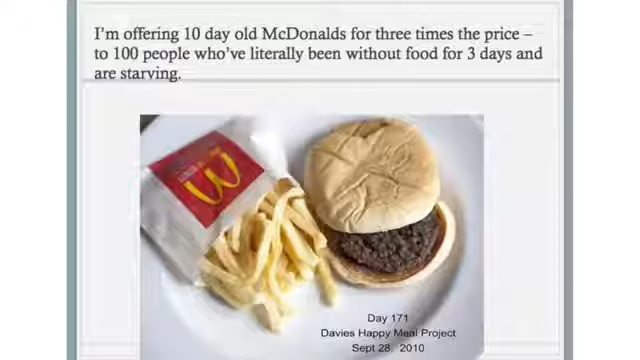 I'm offering 10 day old McDonalds for three times the price –
to 100 people who've literally been without food for 3 days and
are starving.
Day 171
Davies Happy Meal Project
Sept 28, 2010